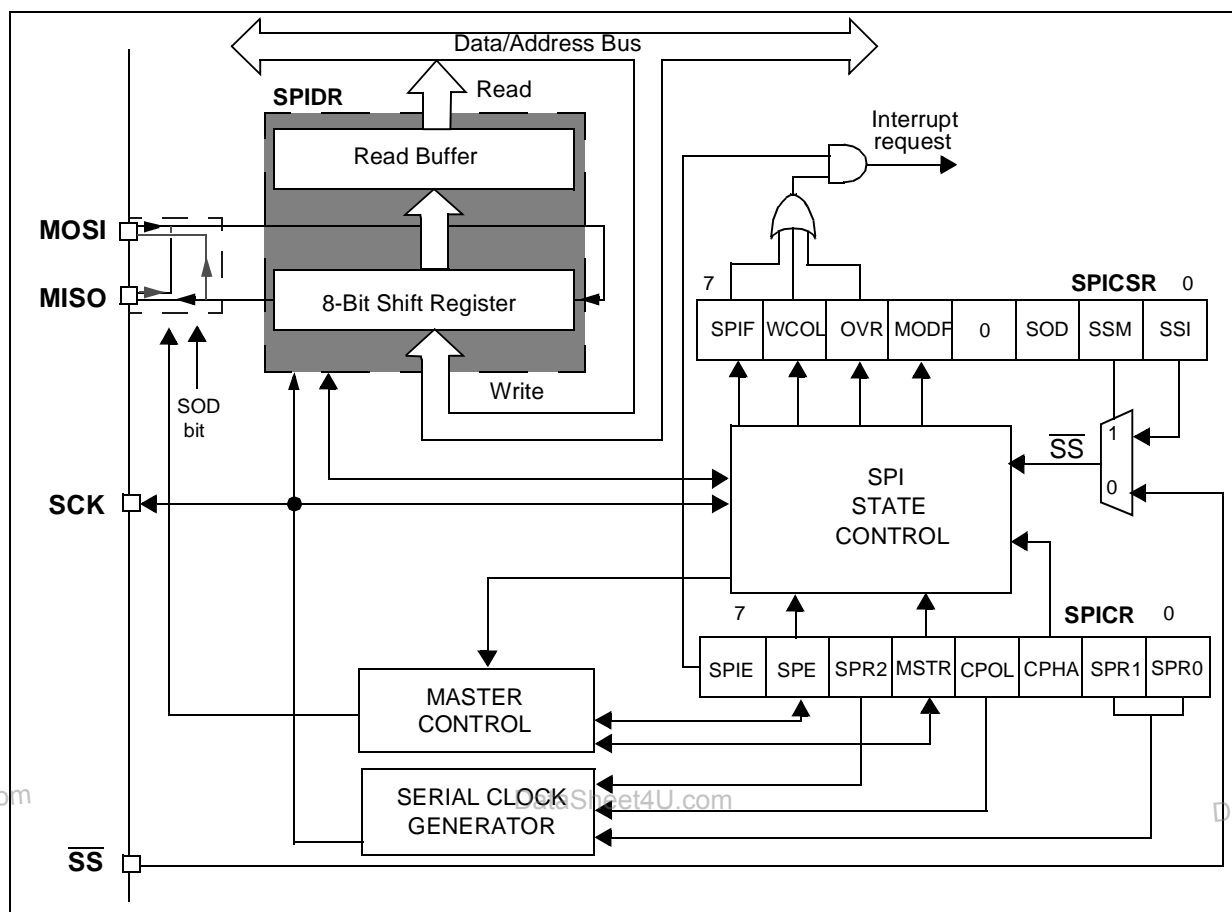 Data/Address Bus
SPIDR
Read
Read Buffer
Interrupt
request
MOSI
MISO
8-Bit Shift Register
7
SPICSR
0
SPIF
WCOL
OVR
MODF
0
SOD
SSM
SSI
Write
SOD
bit
SS
1
0
SCK
SPI
STATE
CONTROL
7
SPICR
0
SPIE
SPE
SPR2
MSTR
CPOL
CPHA
SPR1
SPR0
MASTER
CONTROL
SERIAL CLOCK
GENERATOR
DataSheet4U.com
om
D
SS